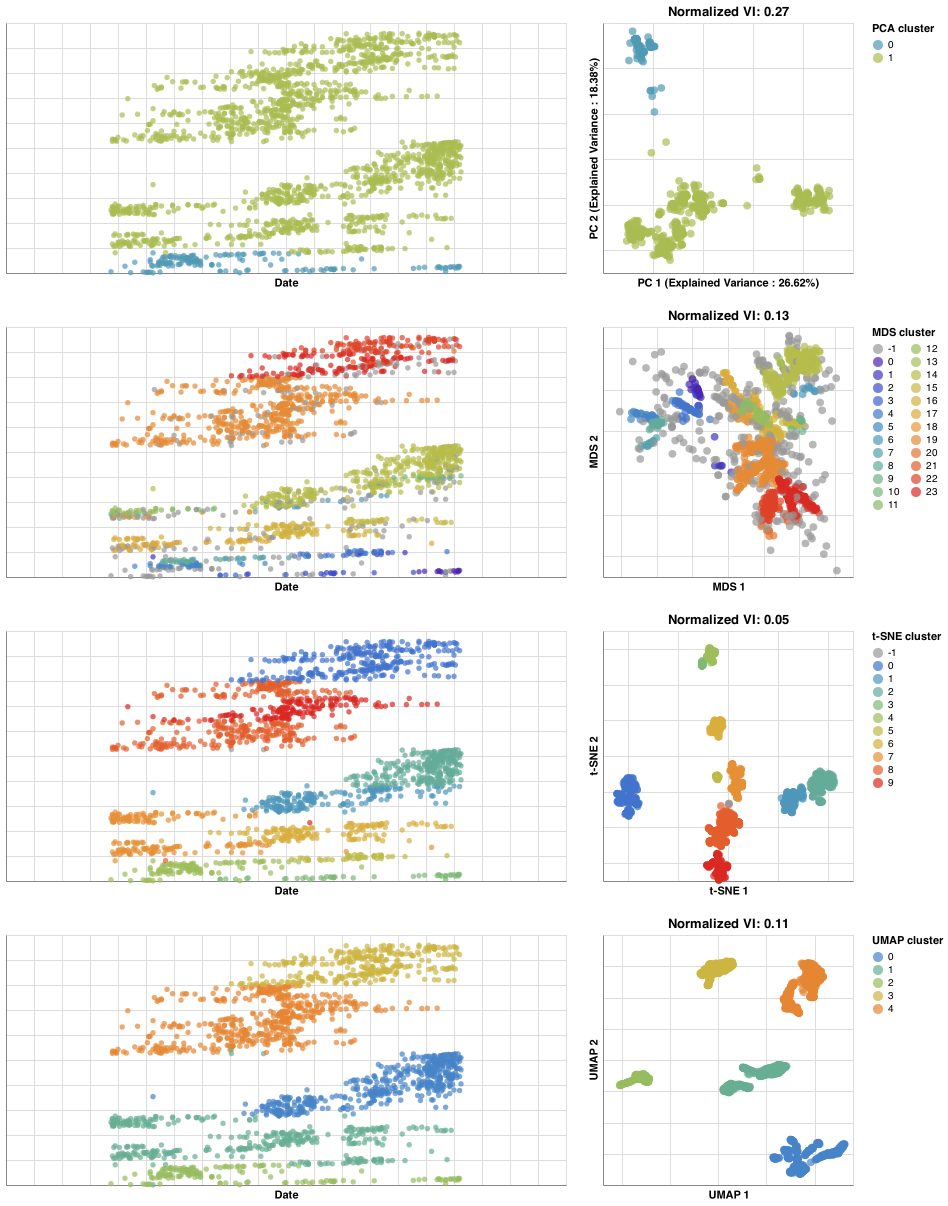 Normalized VI: 0.27
PCA cluster
0
1
PC 2 (Explained Variance : 18.38%)
Date
PC 1 (Explained Variance : 26.62%)
Normalized VI: 0.13
MDS cluster
-1 12
0 13
1 14
2 15
3 16
4 17
5 18
6 19
7 20
8 21
9 22
10 23
11
MDS 2
Date
MDS 1
Normalized VI: 0.05
t-SNE cluster
-1
0
1
2
3
4
5
6
7
8
9
t-SNE 2
Date
t-SNE 1
Normalized VI: 0.11
UMAP cluster
0
1
2
3
4
UMAP 2
Date
UMAP 1